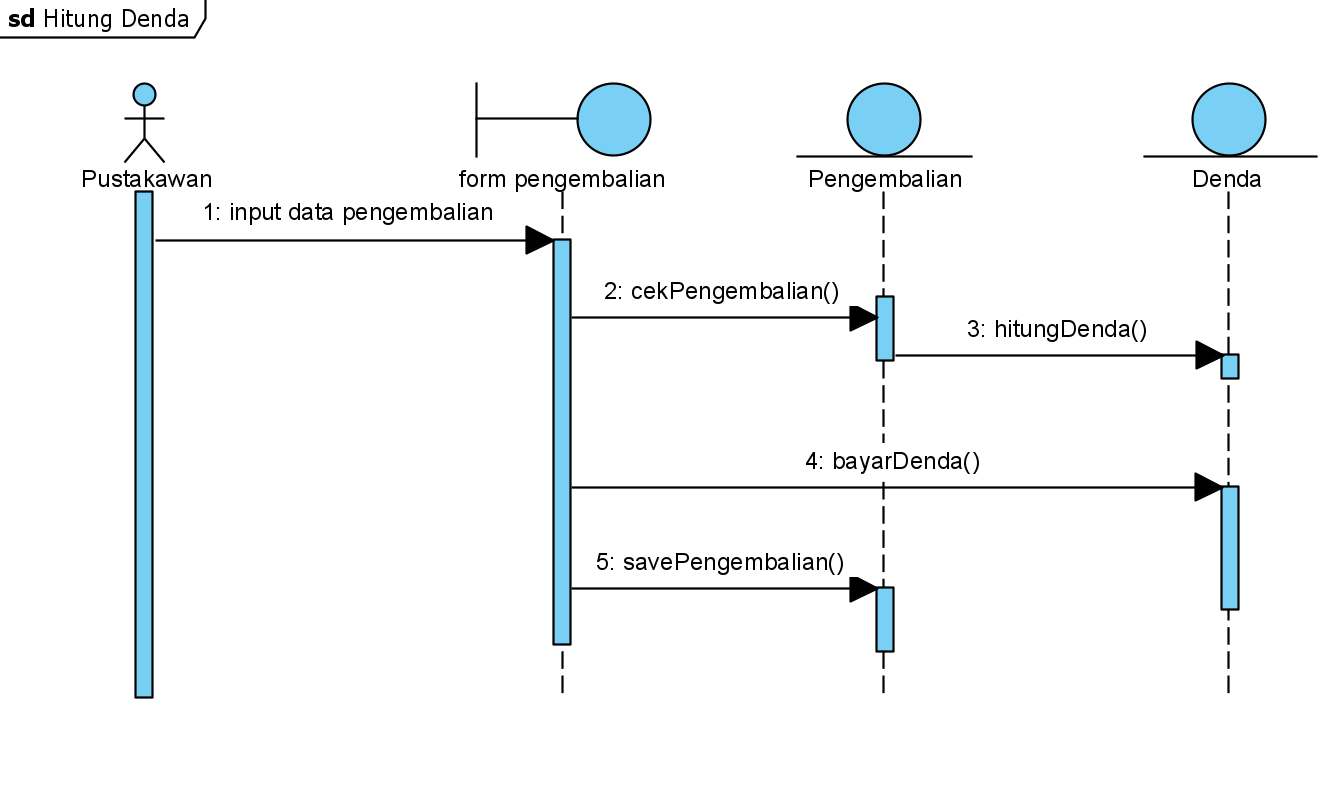 sd Hitung Denda
Pustakawan
form pengembalian
Pengembalian
Denda
1: input data pengembalian
2: cekPengembalian()
3: hitungDenda()
4: bayarDenda()
5: savePengembalian()